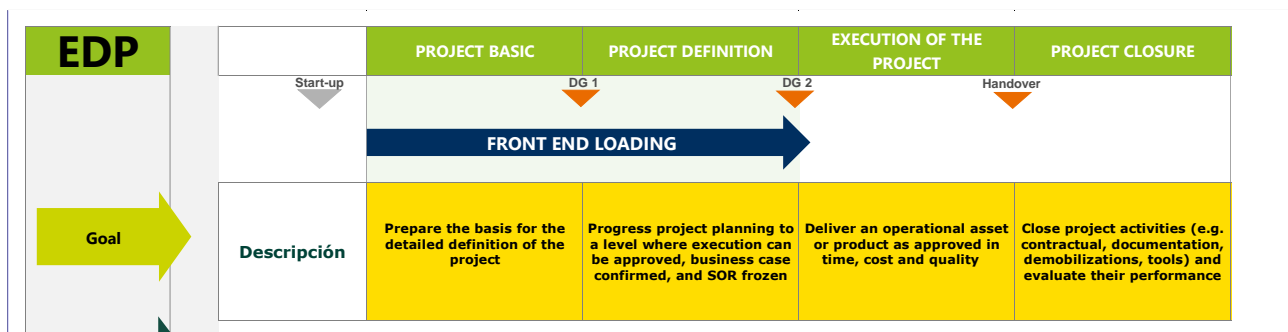 EDP
PROJECT BASIC
PROJECT DEFINITION
EXECUTION OF THE
PROJECT
PROJECT CLOSURE
Start-up
DG 1
DG 2
Handover
FRONT END LOADING
Goal
Descripción
Prepare the basis for the
detailed definition of the
project
Progress project planning to
a level where execution can
be approved, business case
confirmed, and SOR frozen
Deliver an operational asset
or product as approved in
time, cost and quality
Close project activities (e.g.
contractual, documentation,
demobilizations, tools) and
evaluate their performance